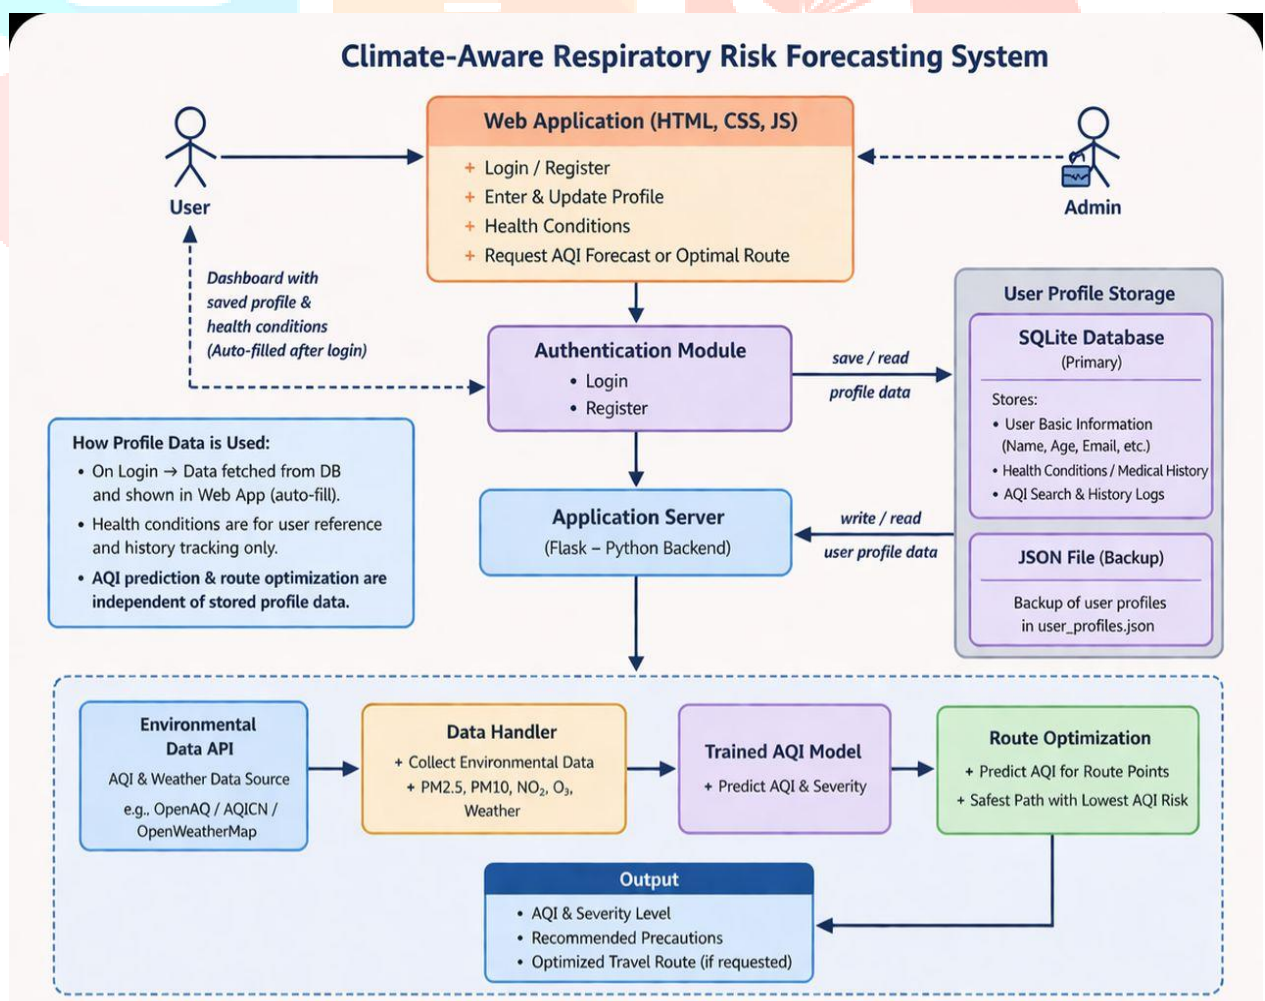 Climate-Aware Respiratory Risk Forecasting System
User
Web Application (HTML, CSS, JS)
+ Login / Register
+ Enter & Update Profile
+ Health Conditions
+ Request AQI Forecast or Optimal Route
Admin
Dashboard with
saved profile &
health conditions
(Auto-filled after login)
Authentication Module
• Login
• Register
save / read
profile data
User Profile Storage
SQLite Database
(Primary)
Stores:
• User Basic Information
(Name, Age, Email, etc.)
• Health Conditions / Medical History
• AQI Search & History Logs
JSON File (Backup)
Backup of user profiles
in user_profiles.json
How Profile Data is Used:
• On Login → Data fetched from DB
and shown in Web App (auto-fill).
• Health conditions are for user reference
and history tracking only.
• AQI prediction & route optimization are
independent of stored profile data.
Application Server
(Flask – Python Backend)
write / read
user profile data
Environmental
Data API
AQI & Weather Data Source
e.g., OpenAQ / AQICN /
OpenWeatherMap
Data Handler
+ Collect Environmental Data
+ PM2.5, PM10, NO₂, O₃,
Weather
Trained AQI Model
+ Predict AQI & Severity
Route Optimization
+ Predict AQI for Route Points
+ Safest Path with Lowest AQI Risk
Output
• AQI & Severity Level
• Recommended Precautions
• Optimized Travel Route (if requested)